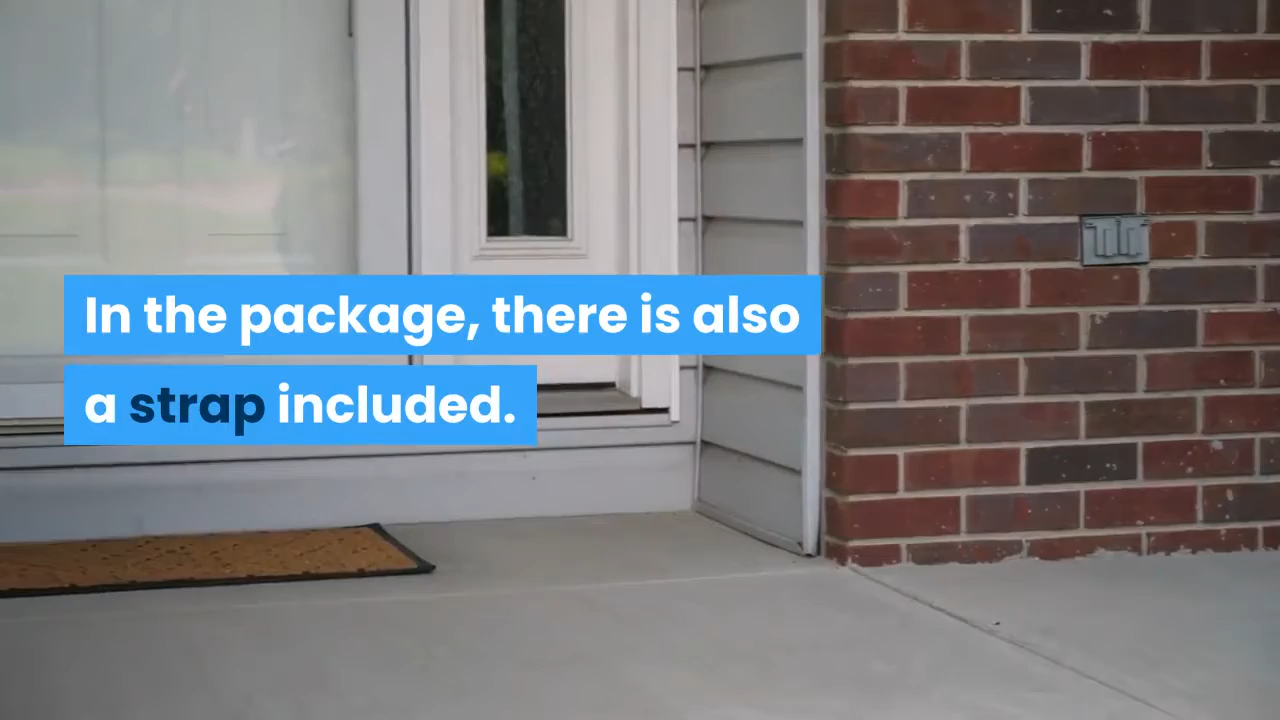 In the package, there is also
a strap included.